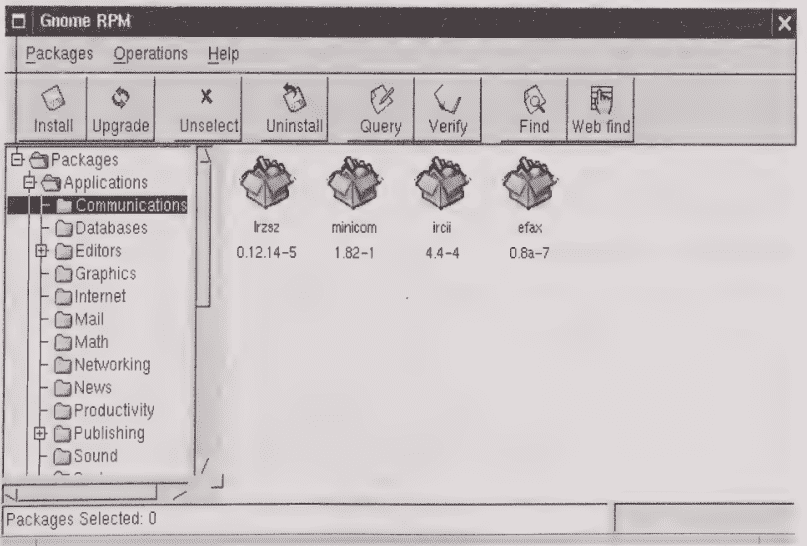 Gnome RPM
Packages Operations Help
Install Upgrade Unselect Uninstall Query Verify Find Web find
Packages
Applications
Communications
Databases
Editors
Graphics
Internet
Mail
Math
Networking
News
Productivity
Publishing
Sound
lrzsz minicom ircii efax
0.12.14-5 1.82-1 4.4-4 0.8a-7
Packages Selected: 0